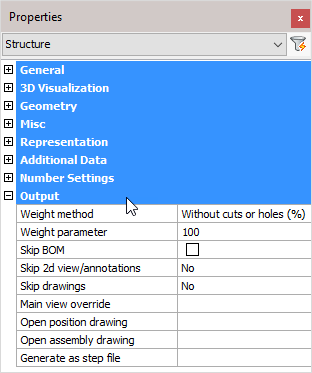 Properties
Structure
General
3D Visualization
Geometry
Misc
Representation
Additional Data
Number Settings
Output
Weight method Without cuts or holes (%)
Weight parameter 100
Skip BOM
Skip 2d view/annotations No
Skip drawings No
Main view override
Open position drawing
Open assembly drawing
Generate as step file